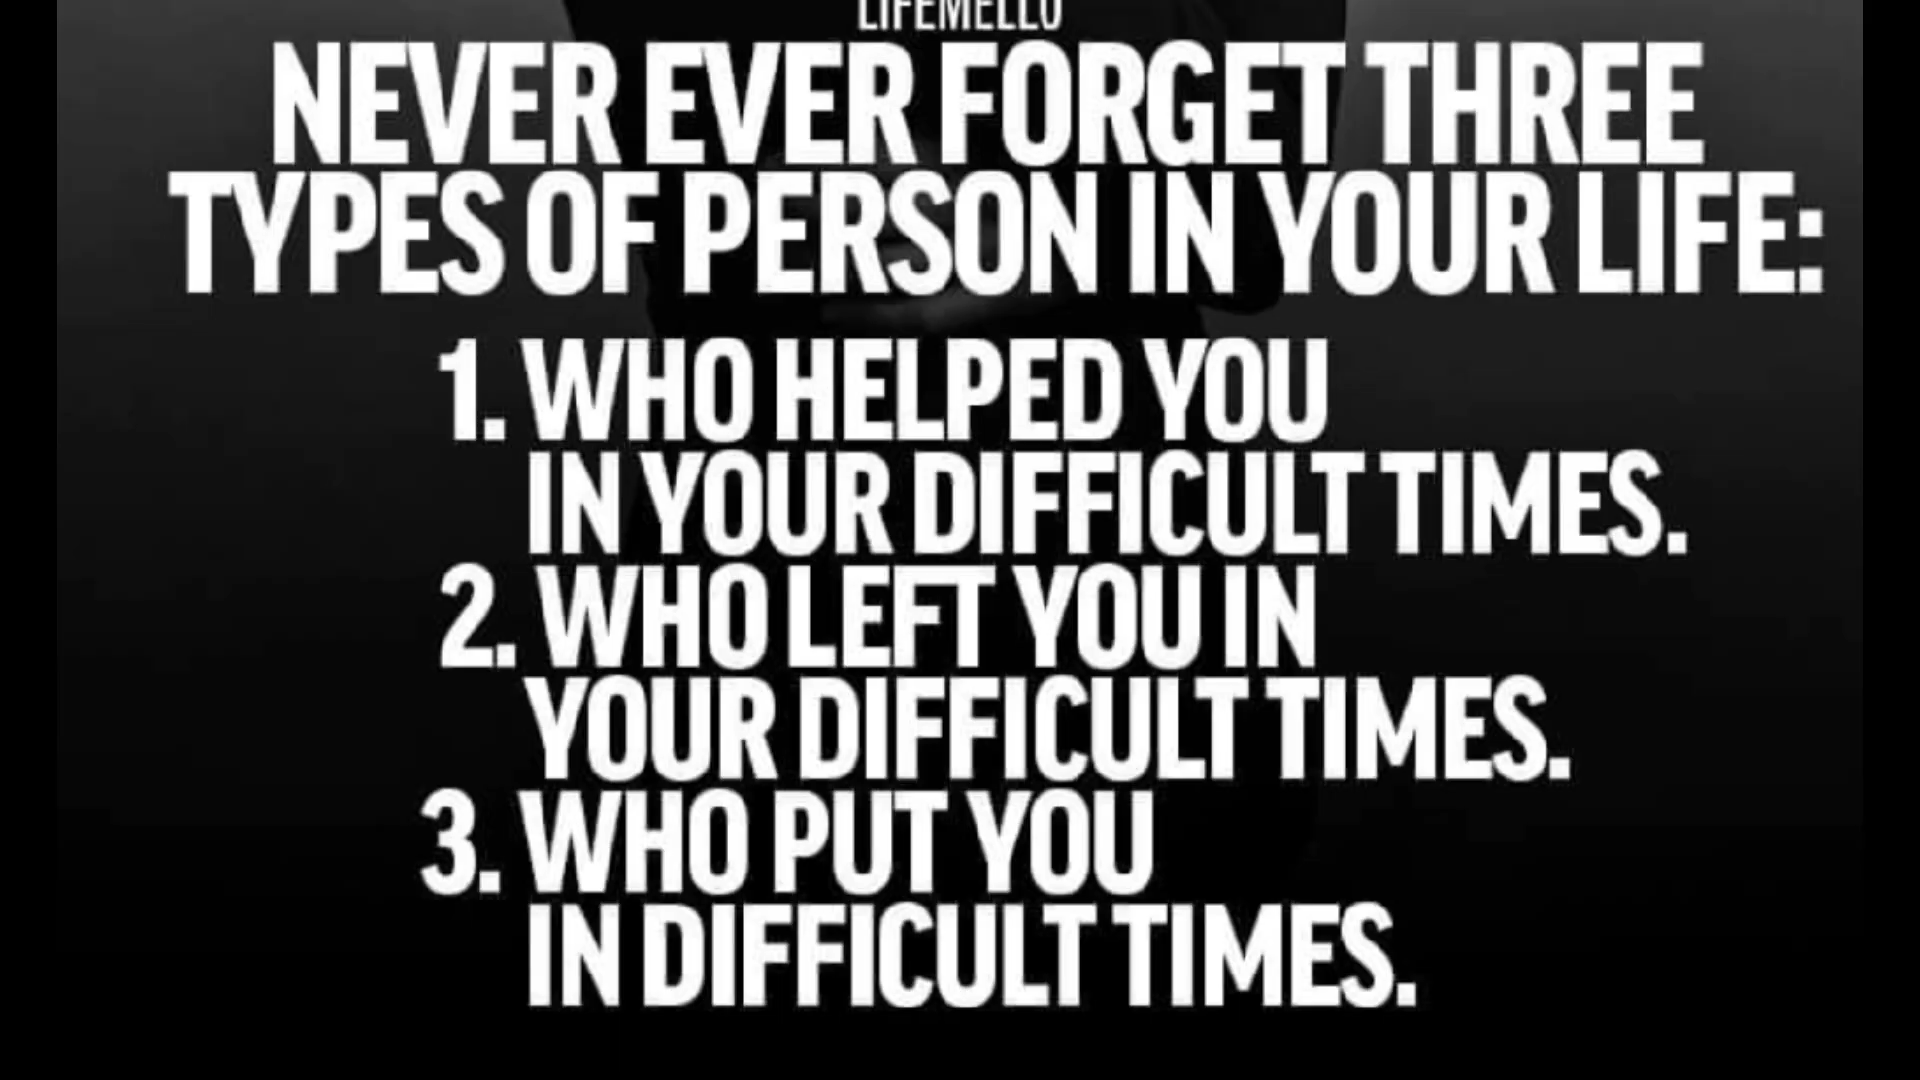 LIFEMELLO
NEVER EVER FORGET THREE
TYPES OF PERSON IN YOUR LIFE:
1. WHO HELPED YOU
IN YOUR DIFFICULT TIMES.
2. WHO LEFT YOU IN
YOUR DIFFICULT TIMES.
3. WHO PUT YOU
IN DIFFICULT TIMES.